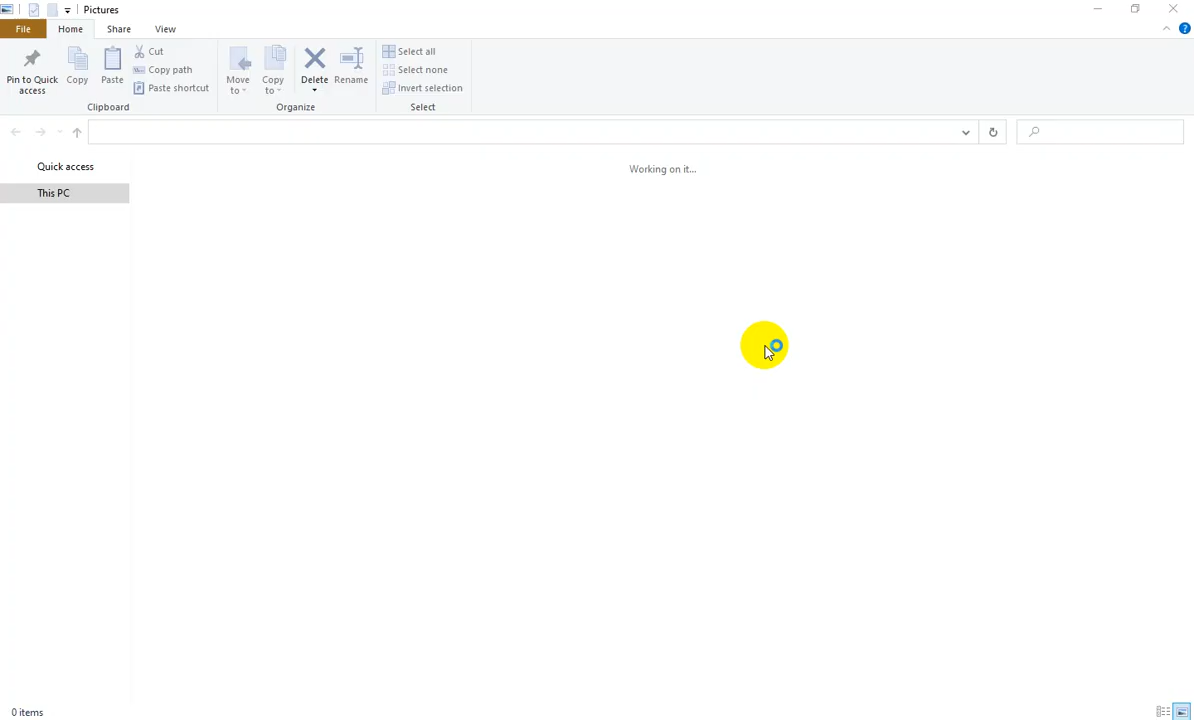 Pictures
File Home Share View
Pin to Quick access
Copy
Paste
Cut
Copy path
Paste shortcut
Clipboard
Move to
Copy to
Delete
Rename
Organize
Select all
Select none
Invert selection
Select
Quick access
This PC
Working on it...
0 items